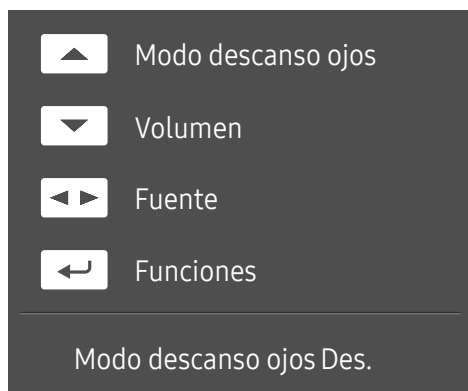 Modo descanso ojos
Volumen
Fuente
Funciones
Modo descanso ojos Des.